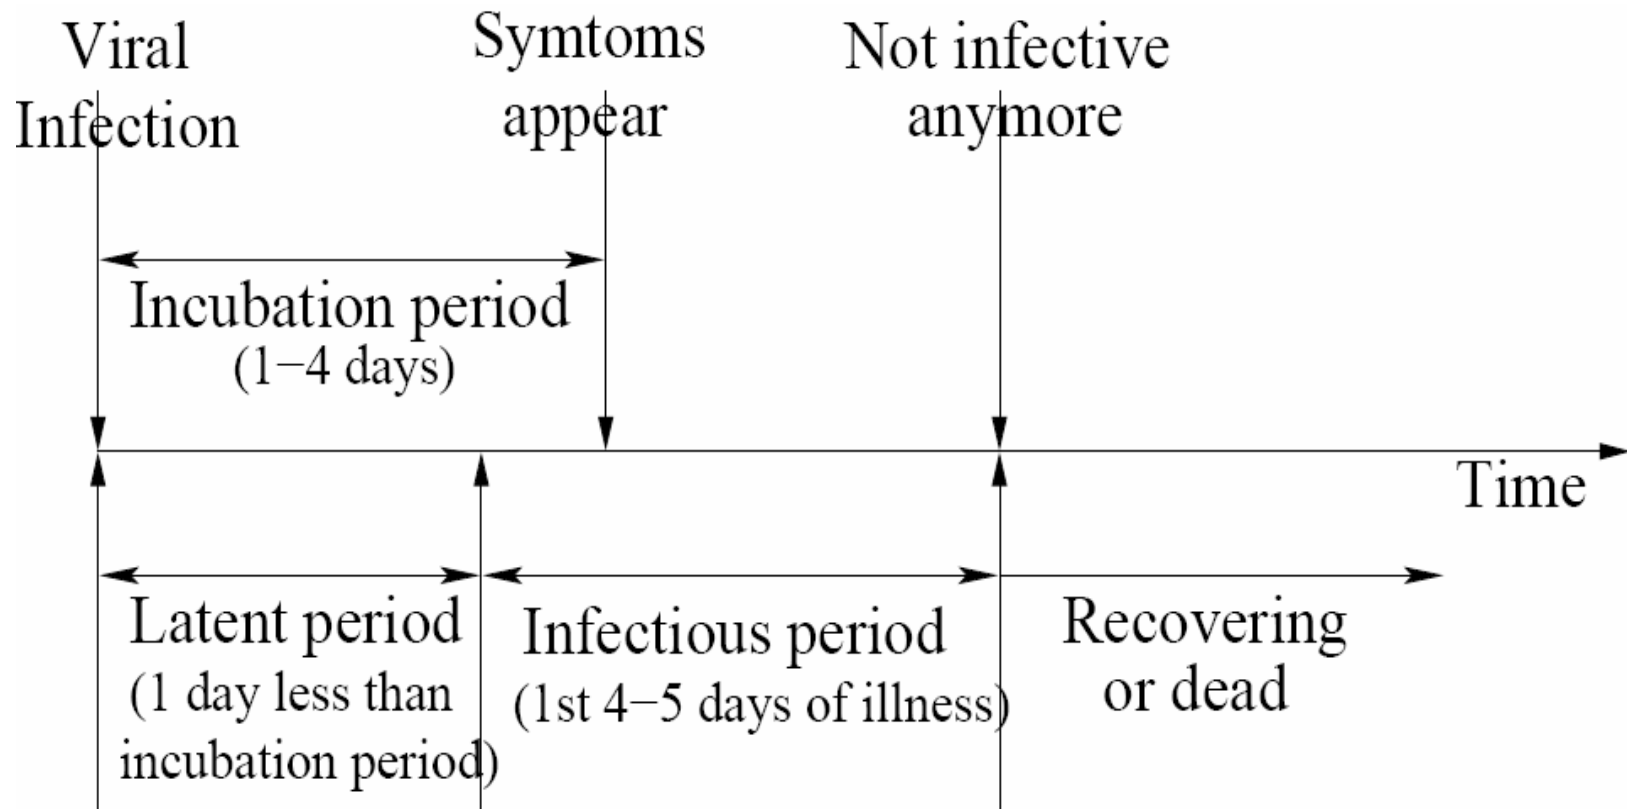 Viral
Infection
Symtoms
appear
Not infective
anymore
Incubation period
(1−4 days)
Time
Latent period
(1 day less than
incubation period)
Infectious period
(1st 4−5 days of illness)
Recovering
or dead